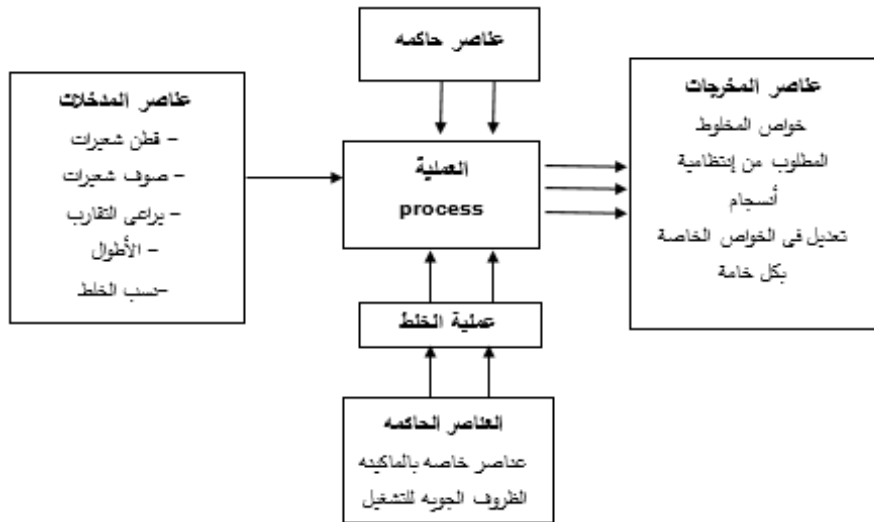 عناصر حاكمه
عناصر المدخلات
- قطن شعيرات
- صوف شعيرات
- يراعى التقارب
- الأطوال
-نسب الخلط
العملية
process
عناصر المخرجات
خواص المخلوط
المطلوب من إنتظامية
أنسجام
تعديل فى الخواص الخاصة
بكل خامة
عملية الخلط
العناصر الحاكمه
عناصر خاصه بالماكينه
الظروف الجويه للتشغيل